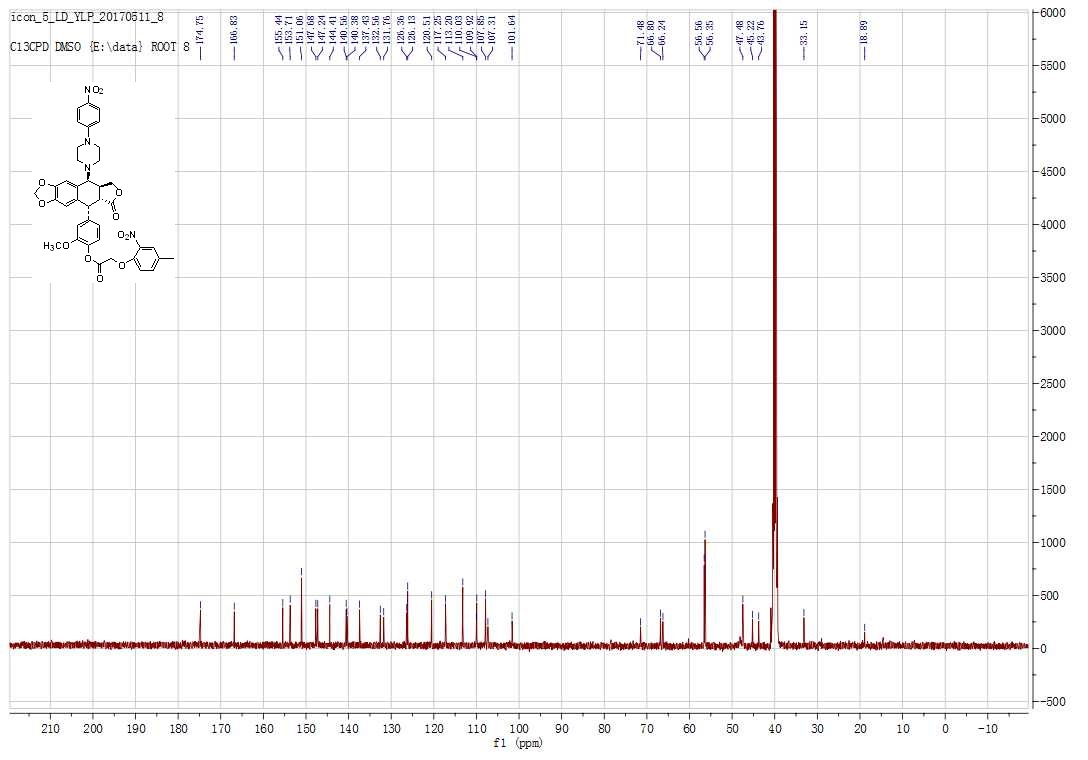 icon_5_LD_YLP_20170511_8
C13CPD DMSO {E:\data} ROOT 8
174.75
166.83
155.44
153.71
151.06
147.68
147.24
144.41
140.56
140.38
137.43
132.56
131.76
126.36
126.13
120.51
117.25
113.20
110.03
109.92
107.85
107.31
101.64
71.48
66.80
66.24
56.56
56.35
47.48
45.22
43.76
33.15
18.89
NO2
N
N
O
O
O
O
O2N
H3CO
O
O
O
6000
5500
5000
4500
4000
3500
3000
2500
2000
1500
1000
500
0
-500
210 200 190 180 170 160 150 140 130 120 110 100 90 80 70 60 50 40 30 20 10 0 -10
f1 (ppm)